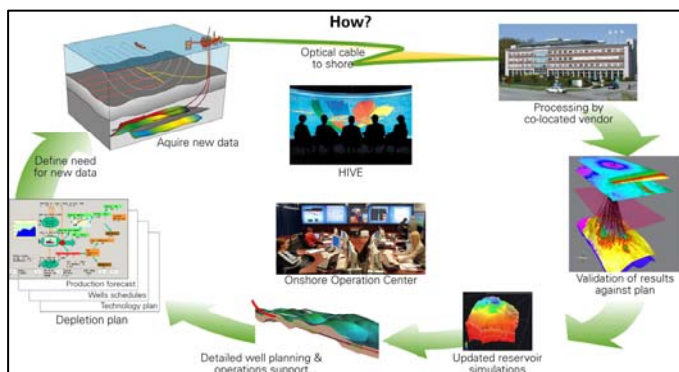 How?
Optical cable
to shore
Processing by
co-located vendor
Aquire new data
HIVE
Define need
for new data
Validation of results
against plan
Onshore Operation Center
Production forecast
Wells schedules
Technology plan
Depletion plan
Detailed well planning &
operations support
Updated reservoir
simulations